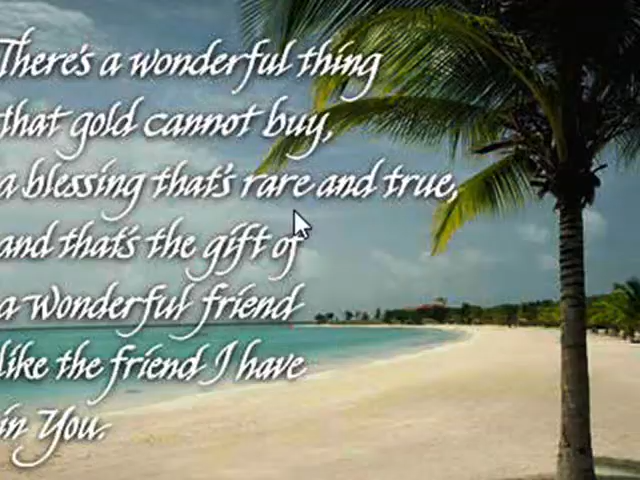 There's a wonderful thing
that gold cannot buy,
a blessing that's rare and true,
and that's the gift of
a wonderful friend
like the friend I have
in You.